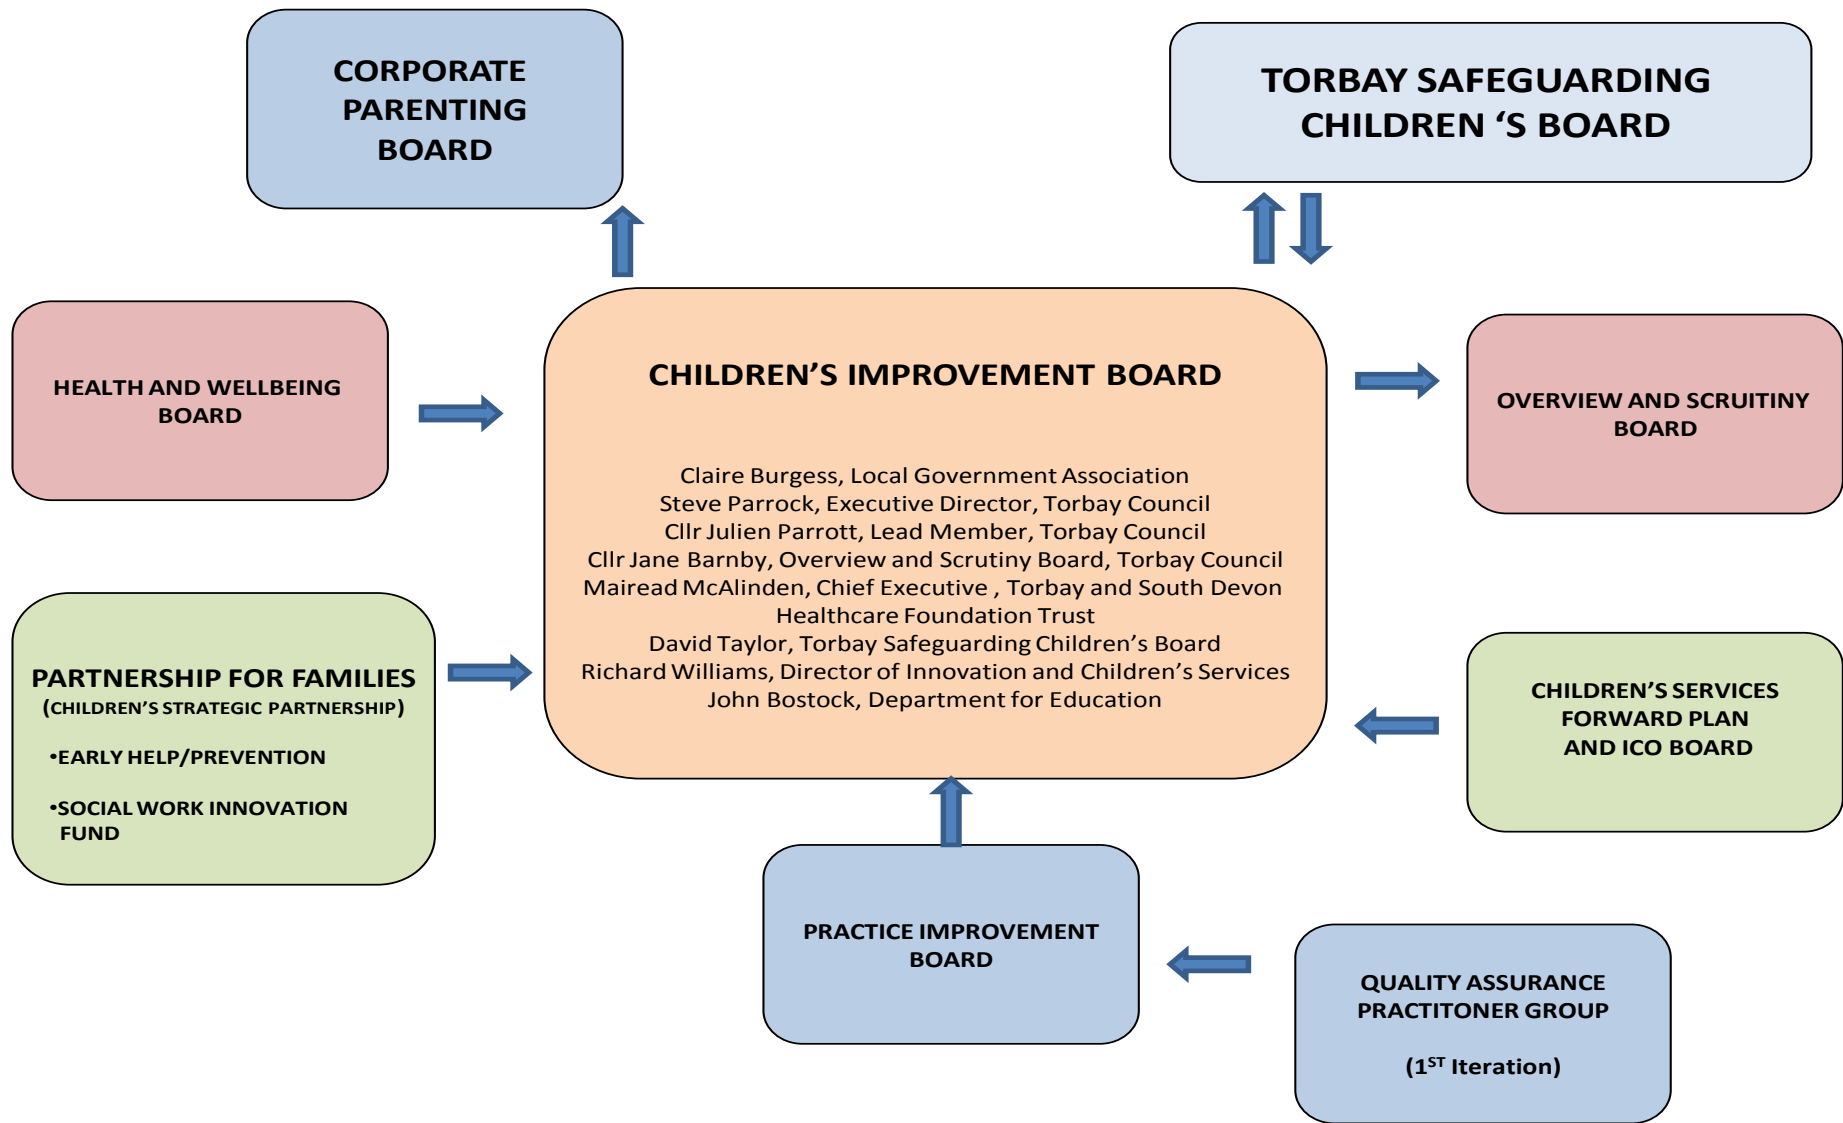 CORPORATE
PARENTING
BOARD
TORBAY SAFEGUARDING
CHILDREN ‘S BOARD
HEALTH AND WELLBEING
BOARD
CHILDREN’S IMPROVEMENT BOARD
Claire Burgess, Local Government Association
Steve Parrock, Executive Director, Torbay Council
Cllr Julien Parrott, Lead Member, Torbay Council
Cllr Jane Barnby, Overview and Scrutiny Board, Torbay Council
Mairead McAlinden, Chief Executive , Torbay and South Devon
Healthcare Foundation Trust
David Taylor, Torbay Safeguarding Children’s Board
Richard Williams, Director of Innovation and Children’s Services
John Bostock, Department for Education
OVERVIEW AND SCRUITINY
BOARD
PARTNERSHIP FOR FAMILIES
(CHILDREN’S STRATEGIC PARTNERSHIP)
•EARLY HELP/PREVENTION
•SOCIAL WORK INNOVATION
FUND
CHILDREN’S SERVICES
FORWARD PLAN
AND ICO BOARD
PRACTICE IMPROVEMENT
BOARD
QUALITY ASSURANCE
PRACTITONER GROUP
(1ST Iteration)